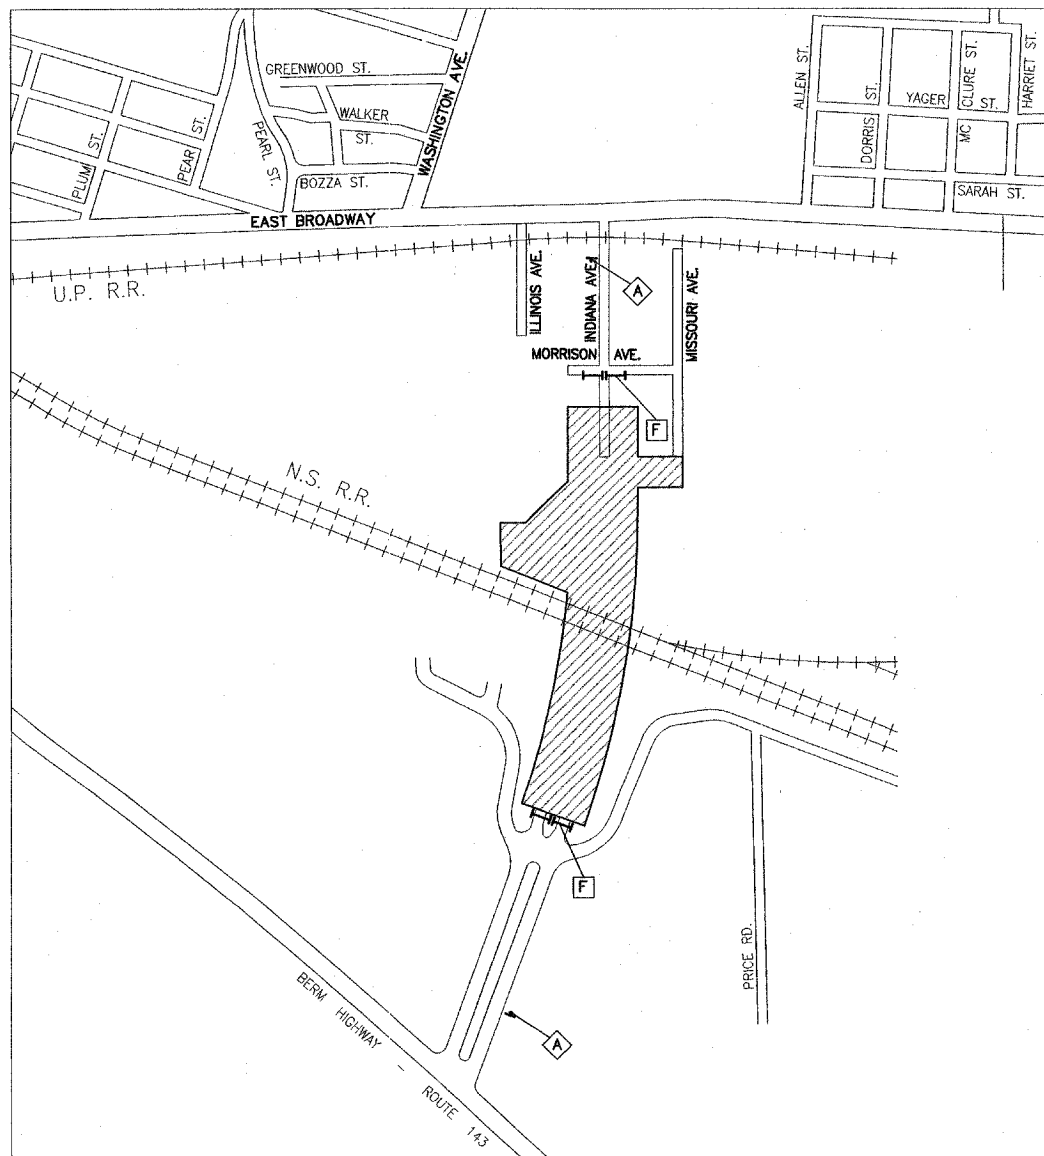 GREENWOOD ST.
WALKER
ST.
WASHINGTON AVE.
PEARL ST.
ST.
PEAR
ST.
PLUM
BOZZA ST.
EAST BROADWAY
ALLEN ST.
ST.
DORRIS
YAGER
ST.
CLURE ST.
MC
HARRIET ST.
SARAH ST.
U.P. R.R.
ILLINOIS AVE.
INDIANA AVE.
A
MISSOURI AVE.
MORRISON AVE.
F
N.S. R.R.
F
PRICE RD.
BERM HIGHWAY - ROUTE 143
A